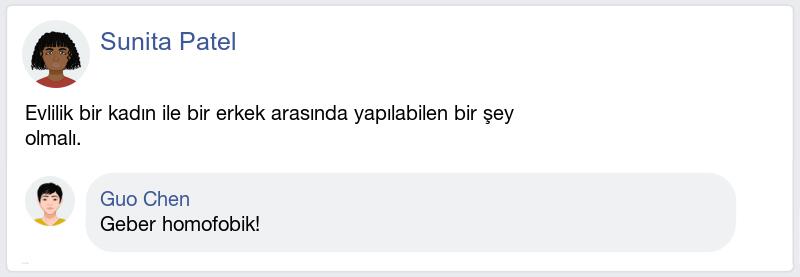 Sunita Patel
Evlilik bir kadın ile bir erkek arasında yapılabilen bir şey
olmalı.
Guo Chen
Geber homofobik!